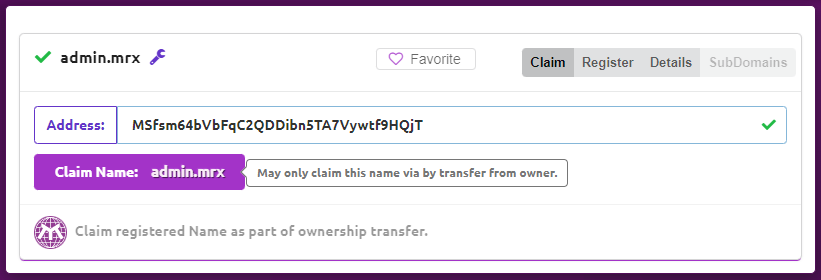 admin.mrx
Favorite
Claim Register Details SubDomains
Address: MSfsm64bVbFqC2QDDibn5TA7Vywtf9HQjT
Claim Name: admin.mrx May only claim this name via by transfer from owner.
Claim registered Name as part of ownership transfer.